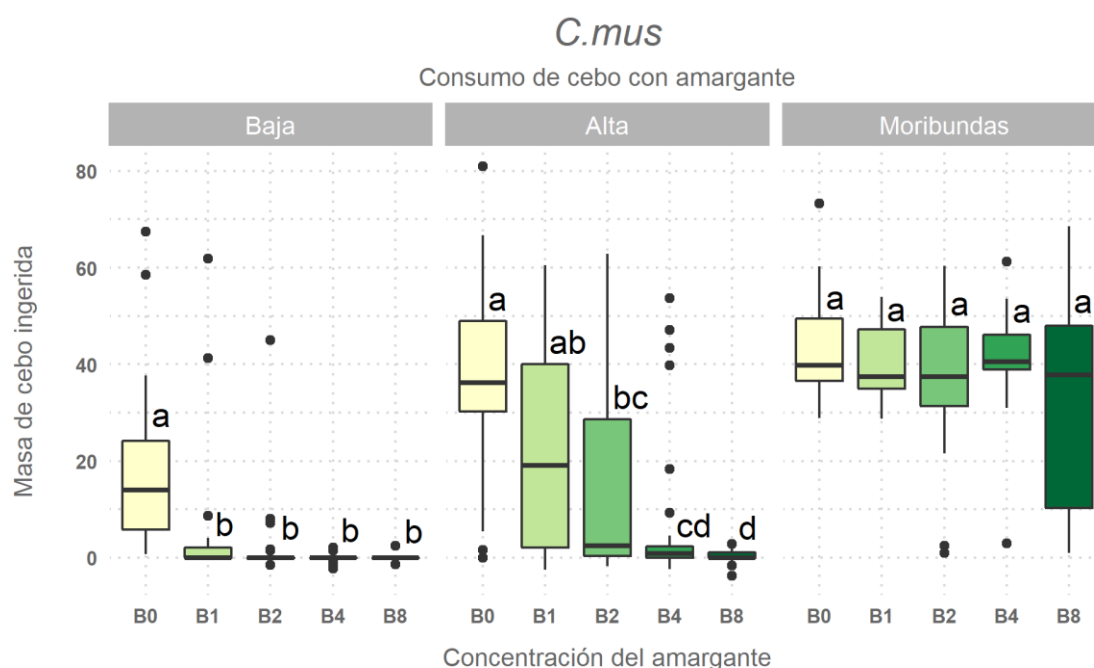 C.mus
Consumo de cebo con amargante
Baja
Alta
Moribundas
Masa de cebo ingerida
80
60
40
20
0
a
b
b
b
b
a
ab
bc
cd
d
a
a
a
a
a
B0 B1 B2 B4 B8
B0 B1 B2 B4 B8
B0 B1 B2 B4 B8
Concentración del amargante